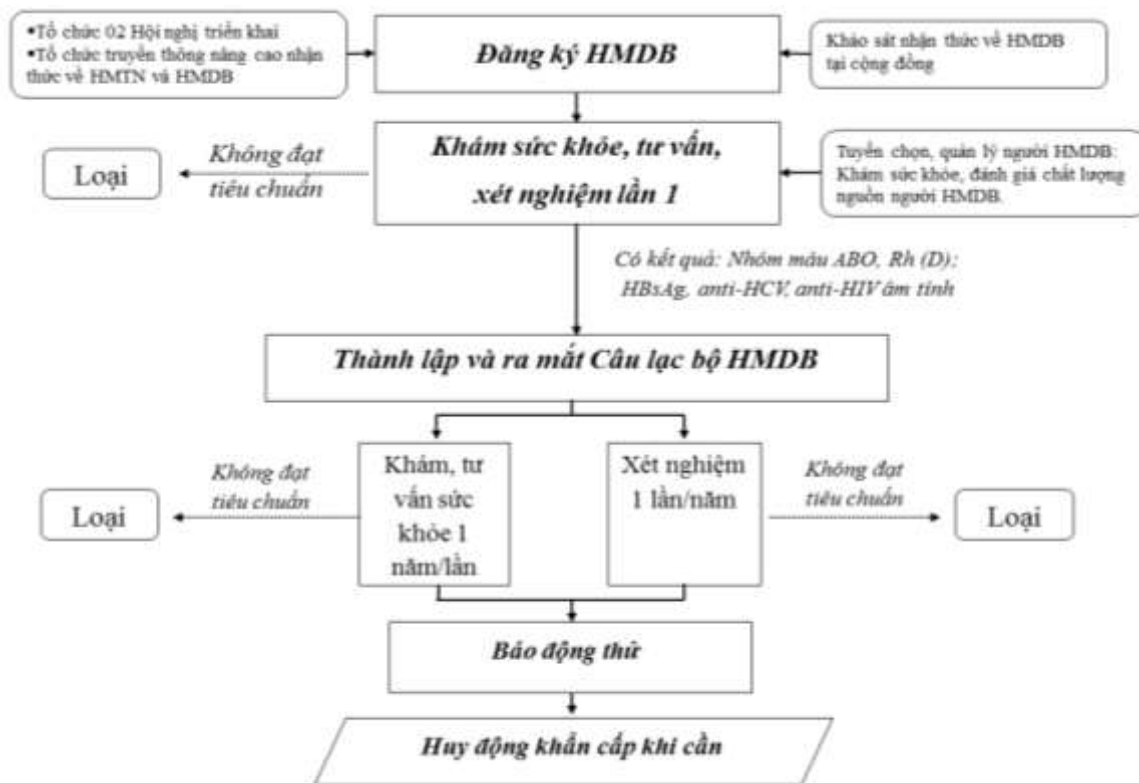 ▪Tổ chức 02 Hội nghị triển khai
▪Tổ chức truyền thông nâng cao nhận
thức về HMTN và HMDB
Đăng ký HMDB
Khảo sát nhận thức về HMDB
tại cộng đồng
Loại
Không đạt
tiêu chuẩn
Khám sức khỏe, tư vấn,
xét nghiệm lần 1
Tuyển chọn, quản lý người HMDB:
Khám sức khỏe, đánh giá chất lượng
nguồn người HMDB.
Có kết quả: Nhóm máu ABO, Rh (D);
HBsAg, anti-HCV, anti-HIV âm tính
Thành lập và ra mắt Câu lạc bộ HMDB
Loại
Không đạt
tiêu chuẩn
Khám, tư
vấn sức
khỏe 1
năm/lần
Xét nghiệm
1 lần/năm
Không đạt
tiêu chuẩn
Loại
Báo động thử
Huy động khẩn cấp khi cần